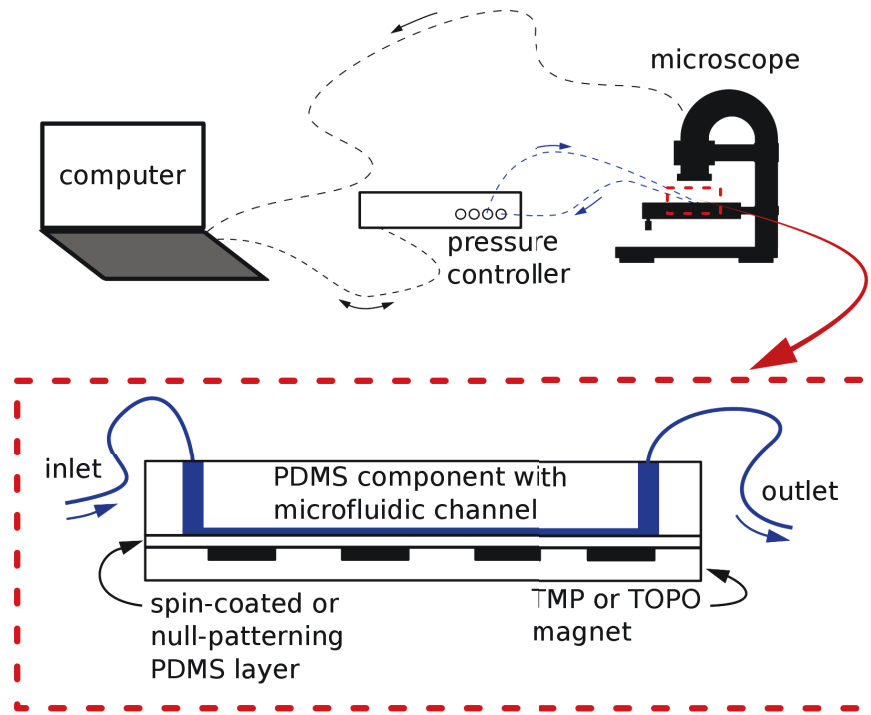 microscope
computer
pressure
controller
inlet
PDMS component with
microfluidic channel
outlet
spin-coated or
null-patterning
PDMS layer
TMP or TOPO
magnet